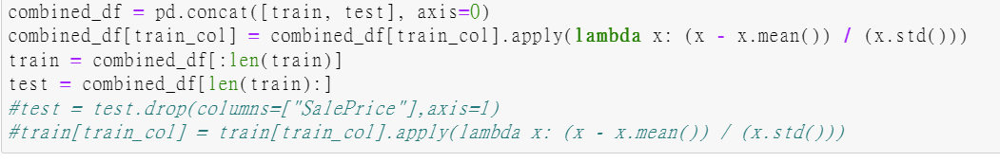 combined_df = pd.concat([train, test], axis=0)
combined_df[train_col] = combined_df[train_col].apply(lambda x: (x - x.mean()) / (x.std()))
train = combined_df[:len(train)]
test = combined_df[len(train):]
#test = test.drop(columns=["SalePrice"],axis=1)
#train[train_col] = train[train_col].apply(lambda x: (x - x.mean()) / (x.std()))